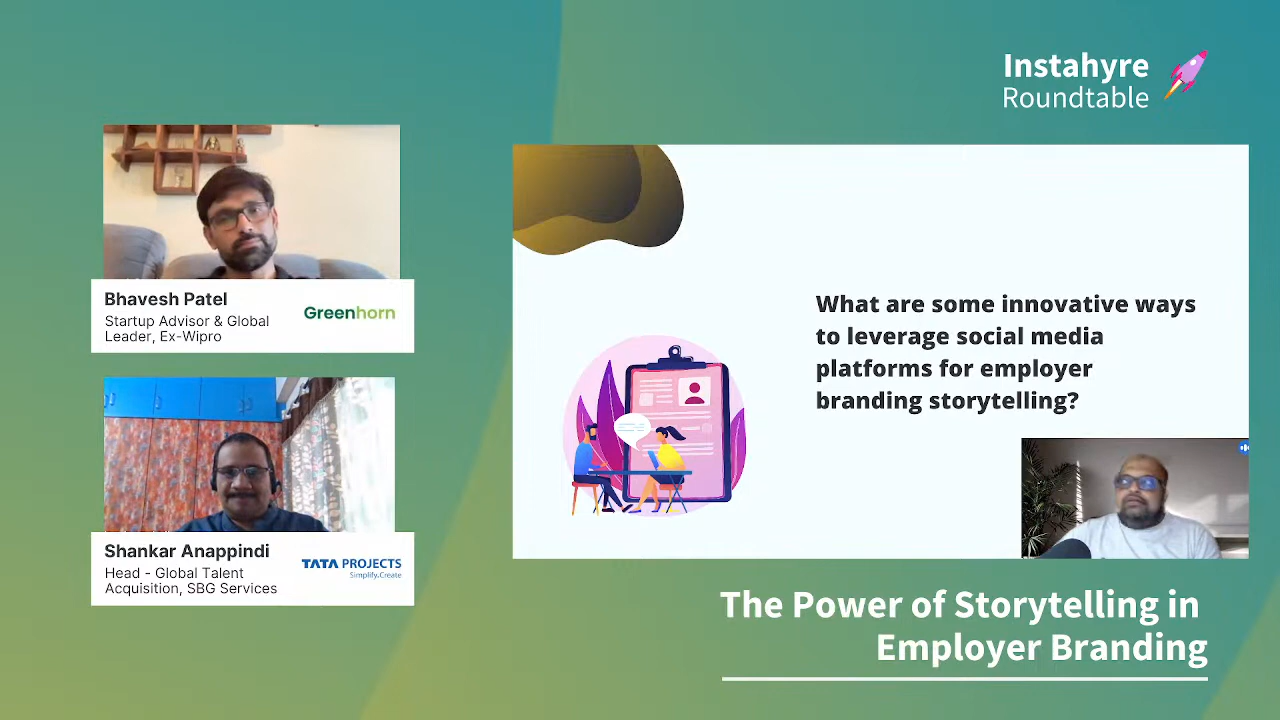 Instahyre
Roundtable
Bhavesh Patel
Startup Advisor & Global
Leader, Ex-Wipro
Greenhorn
Shankar Anappindi
Head - Global Talent
Acquisition, SBG Services
TATA PROJECTS
Simplify.Create
What are some innovative ways
to leverage social media
platforms for employer
branding storytelling?
The Power of Storytelling in
Employer Branding